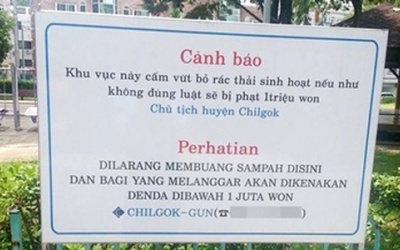 Cảnh báo
Khu vục này cấm vứt bỏ rác thải sinh hoạt nếu như
không đúng luật sẽ bị phạt 1triệu won
Chủ tịch huyện Chilgok
Perhatian
DILARANG MEMBUANG SAMPAH DISINI
DAN BAGI YANG MELANGGAR AKAN DIKENAKAN
DENDA DIBAWAH 1 JUTA WON
CHILGOK-GUN(☎